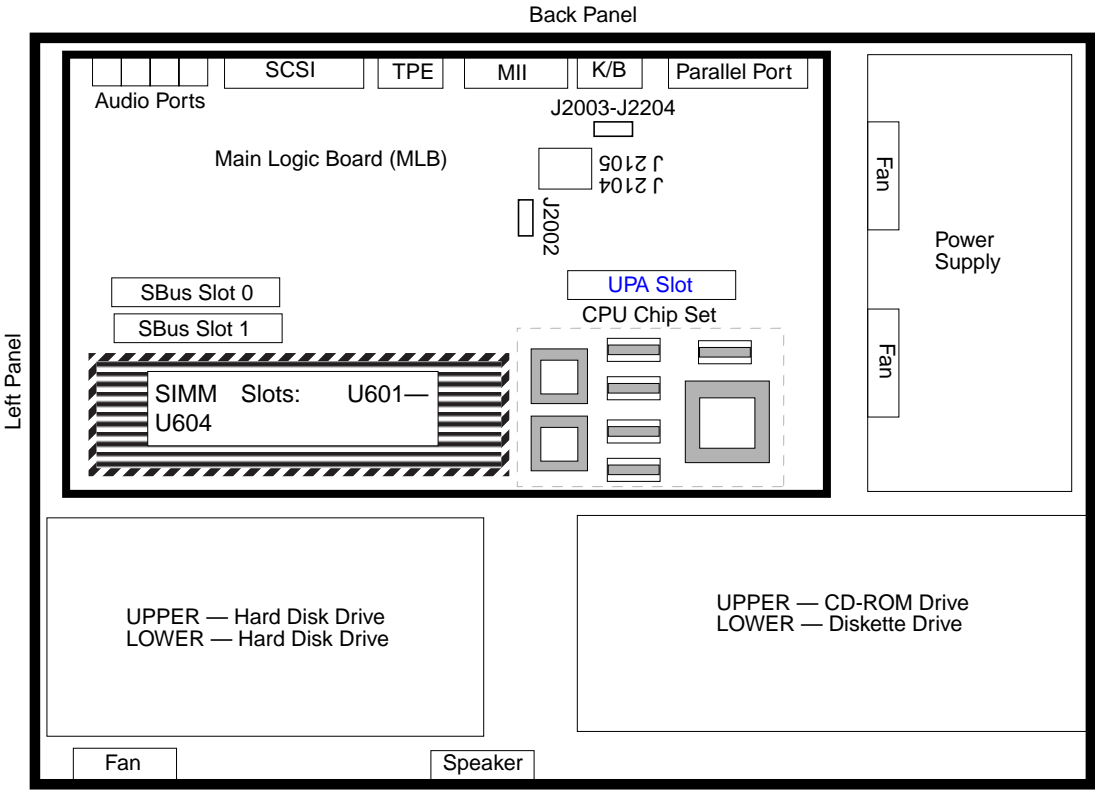 Back Panel
SCSI
TPE
MII
K/B
Parallel Port
Audio Ports
J2003-J2204
Main Logic Board (MLB)
J 2105
J 2104
J2002
Fan
Power
Supply
UPA Slot
SBus Slot 0
CPU Chip Set
SBus Slot 1
Fan
Left Panel
SIMM Slots: U601—
U604
UPPER — Hard Disk Drive
LOWER — Hard Disk Drive
UPPER — CD-ROM Drive
LOWER — Diskette Drive
Fan
Speaker